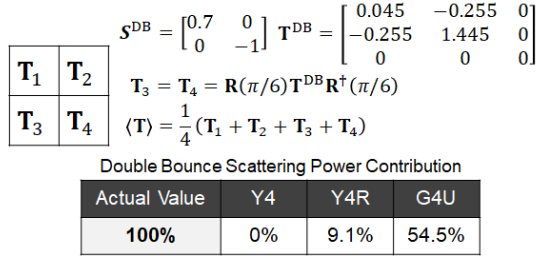 S^DB = [0.7 0
0 -1] T^DB = [0.045 -0.255 0
-0.255 1.445 0
0 0 0]
T₁ T₂
T₃ T₄
T₃ = T₄ = R(π/6)T^DB R^†(π/6)
⟨T⟩ = 1/4 (T₁ + T₂ + T₃ + T₄)
Double Bounce Scattering Power Contribution
Actual Value Y4 Y4R G4U
100% 0% 9.1% 54.5%